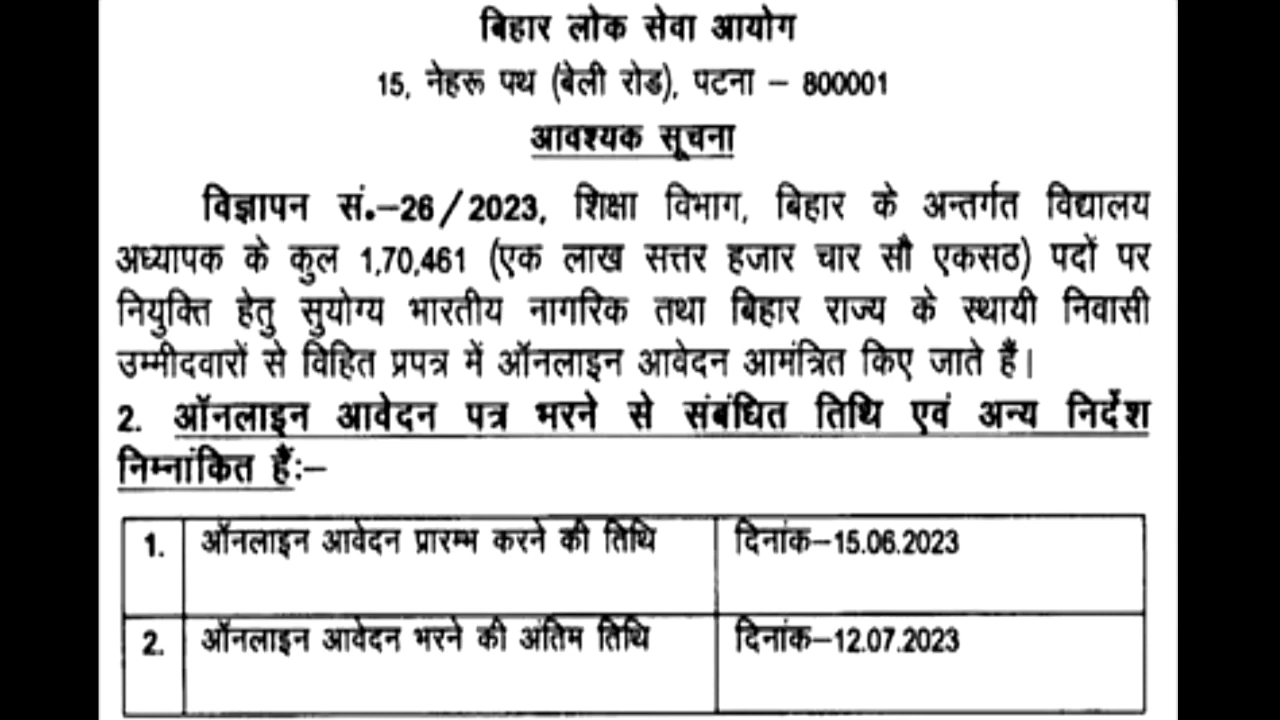 बिहार लोक सेवा आयोग
15, नेहरू पथ (बेली रोड), पटना – 800001
आवश्यक सूचना
विज्ञापन सं.–26/2023, शिक्षा विभाग, बिहार के अन्तर्गत विद्यालय
अध्यापक के कुल 1,70,461 (एक लाख सत्तर हजार चार सौ एकसठ) पदों पर
नियुक्ति हेतु सुयोग्य भारतीय नागरिक तथा बिहार राज्य के स्थायी निवासी
उम्मीदवारों से विहित प्रपत्र में ऑनलाइन आवेदन आमंत्रित किए जाते हैं।
2. ऑनलाइन आवेदन पत्र भरने से संबंधित तिथि एवं अन्य निर्देश
निम्नांकित हैं:–
1. ऑनलाइन आवेदन प्रारम्भ करने की तिथि दिनांक–15.06.2023
2. ऑनलाइन आवेदन भरने की अंतिम तिथि दिनांक–12.07.2023